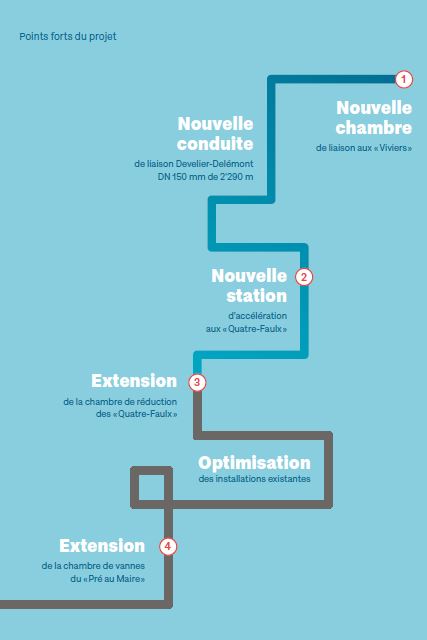 Points forts du projet
1
Nouvelle
chambre
de liaison aux «Viviers»
Nouvelle
conduite
de liaison Develier-Delémont
DN 150 mm de 2'290 m
2
Nouvelle
station
d'accélération
aux «Quatre-Faulx»
3
Extension
de la chambre de réduction
des «Quatre-Faulx»
Optimisation
des installations existantes
4
Extension
de la chambre de vannes
du «Pré au Maire»